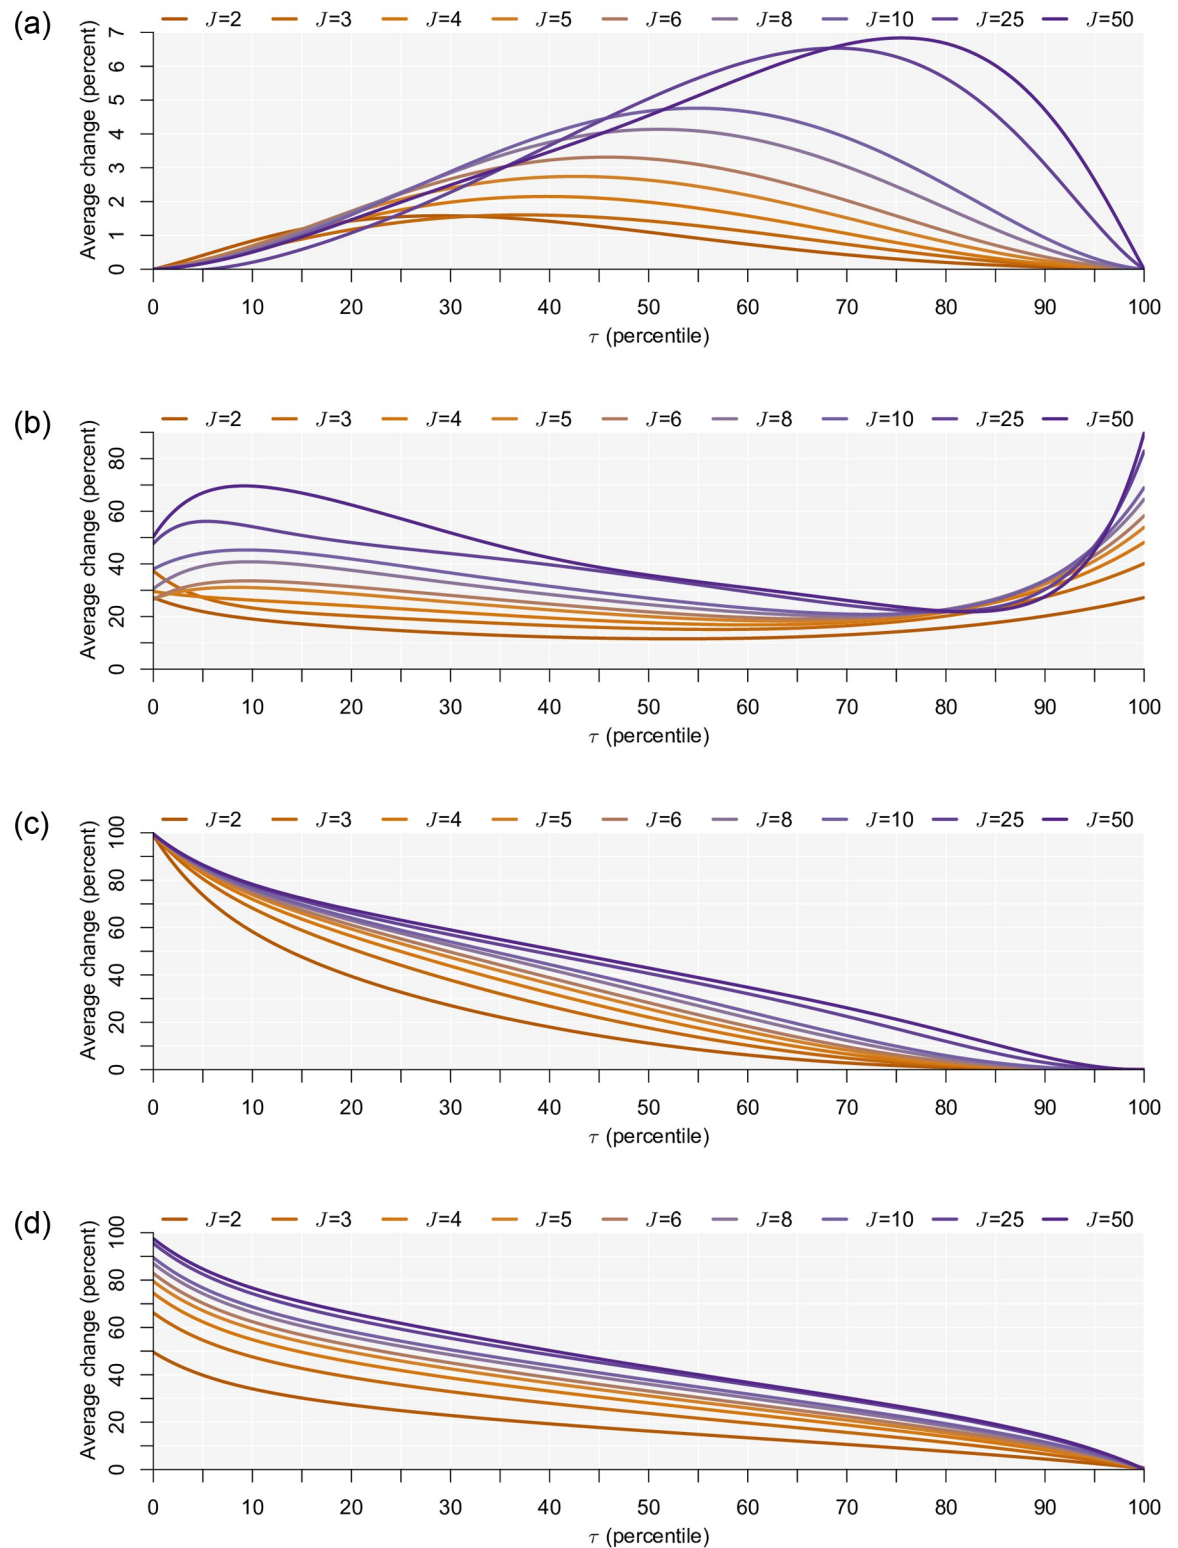 (a)
J=2 J=3 J=4 J=5 J=6 J=8 J=10 J=25 J=50
Average change (percent)
7
6
5
4
3
2
1
0
0 10 20 30 40 50 60 70 80 90 100
τ (percentile)
(b)
J=2 J=3 J=4 J=5 J=6 J=8 J=10 J=25 J=50
Average change (percent)
80
60
40
20
0
0 10 20 30 40 50 60 70 80 90 100
τ (percentile)
(c)
J=2 J=3 J=4 J=5 J=6 J=8 J=10 J=25 J=50
Average change (percent)
100
80
60
40
20
0
0 10 20 30 40 50 60 70 80 90 100
τ (percentile)
(d)
J=2 J=3 J=4 J=5 J=6 J=8 J=10 J=25 J=50
Average change (percent)
100
80
60
40
20
0
0 10 20 30 40 50 60 70 80 90 100
τ (percentile)